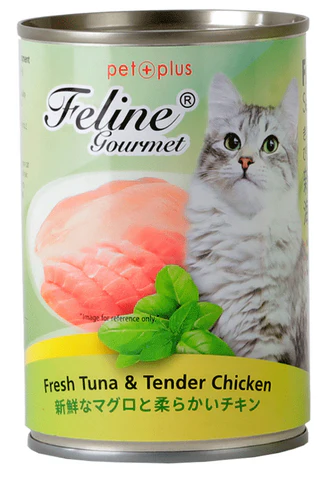 pet plus
Feline®
Gourmet
"Image for reference only."
Fresh Tuna & Tender Chicken
新鮮なマグロと柔らかいチキン